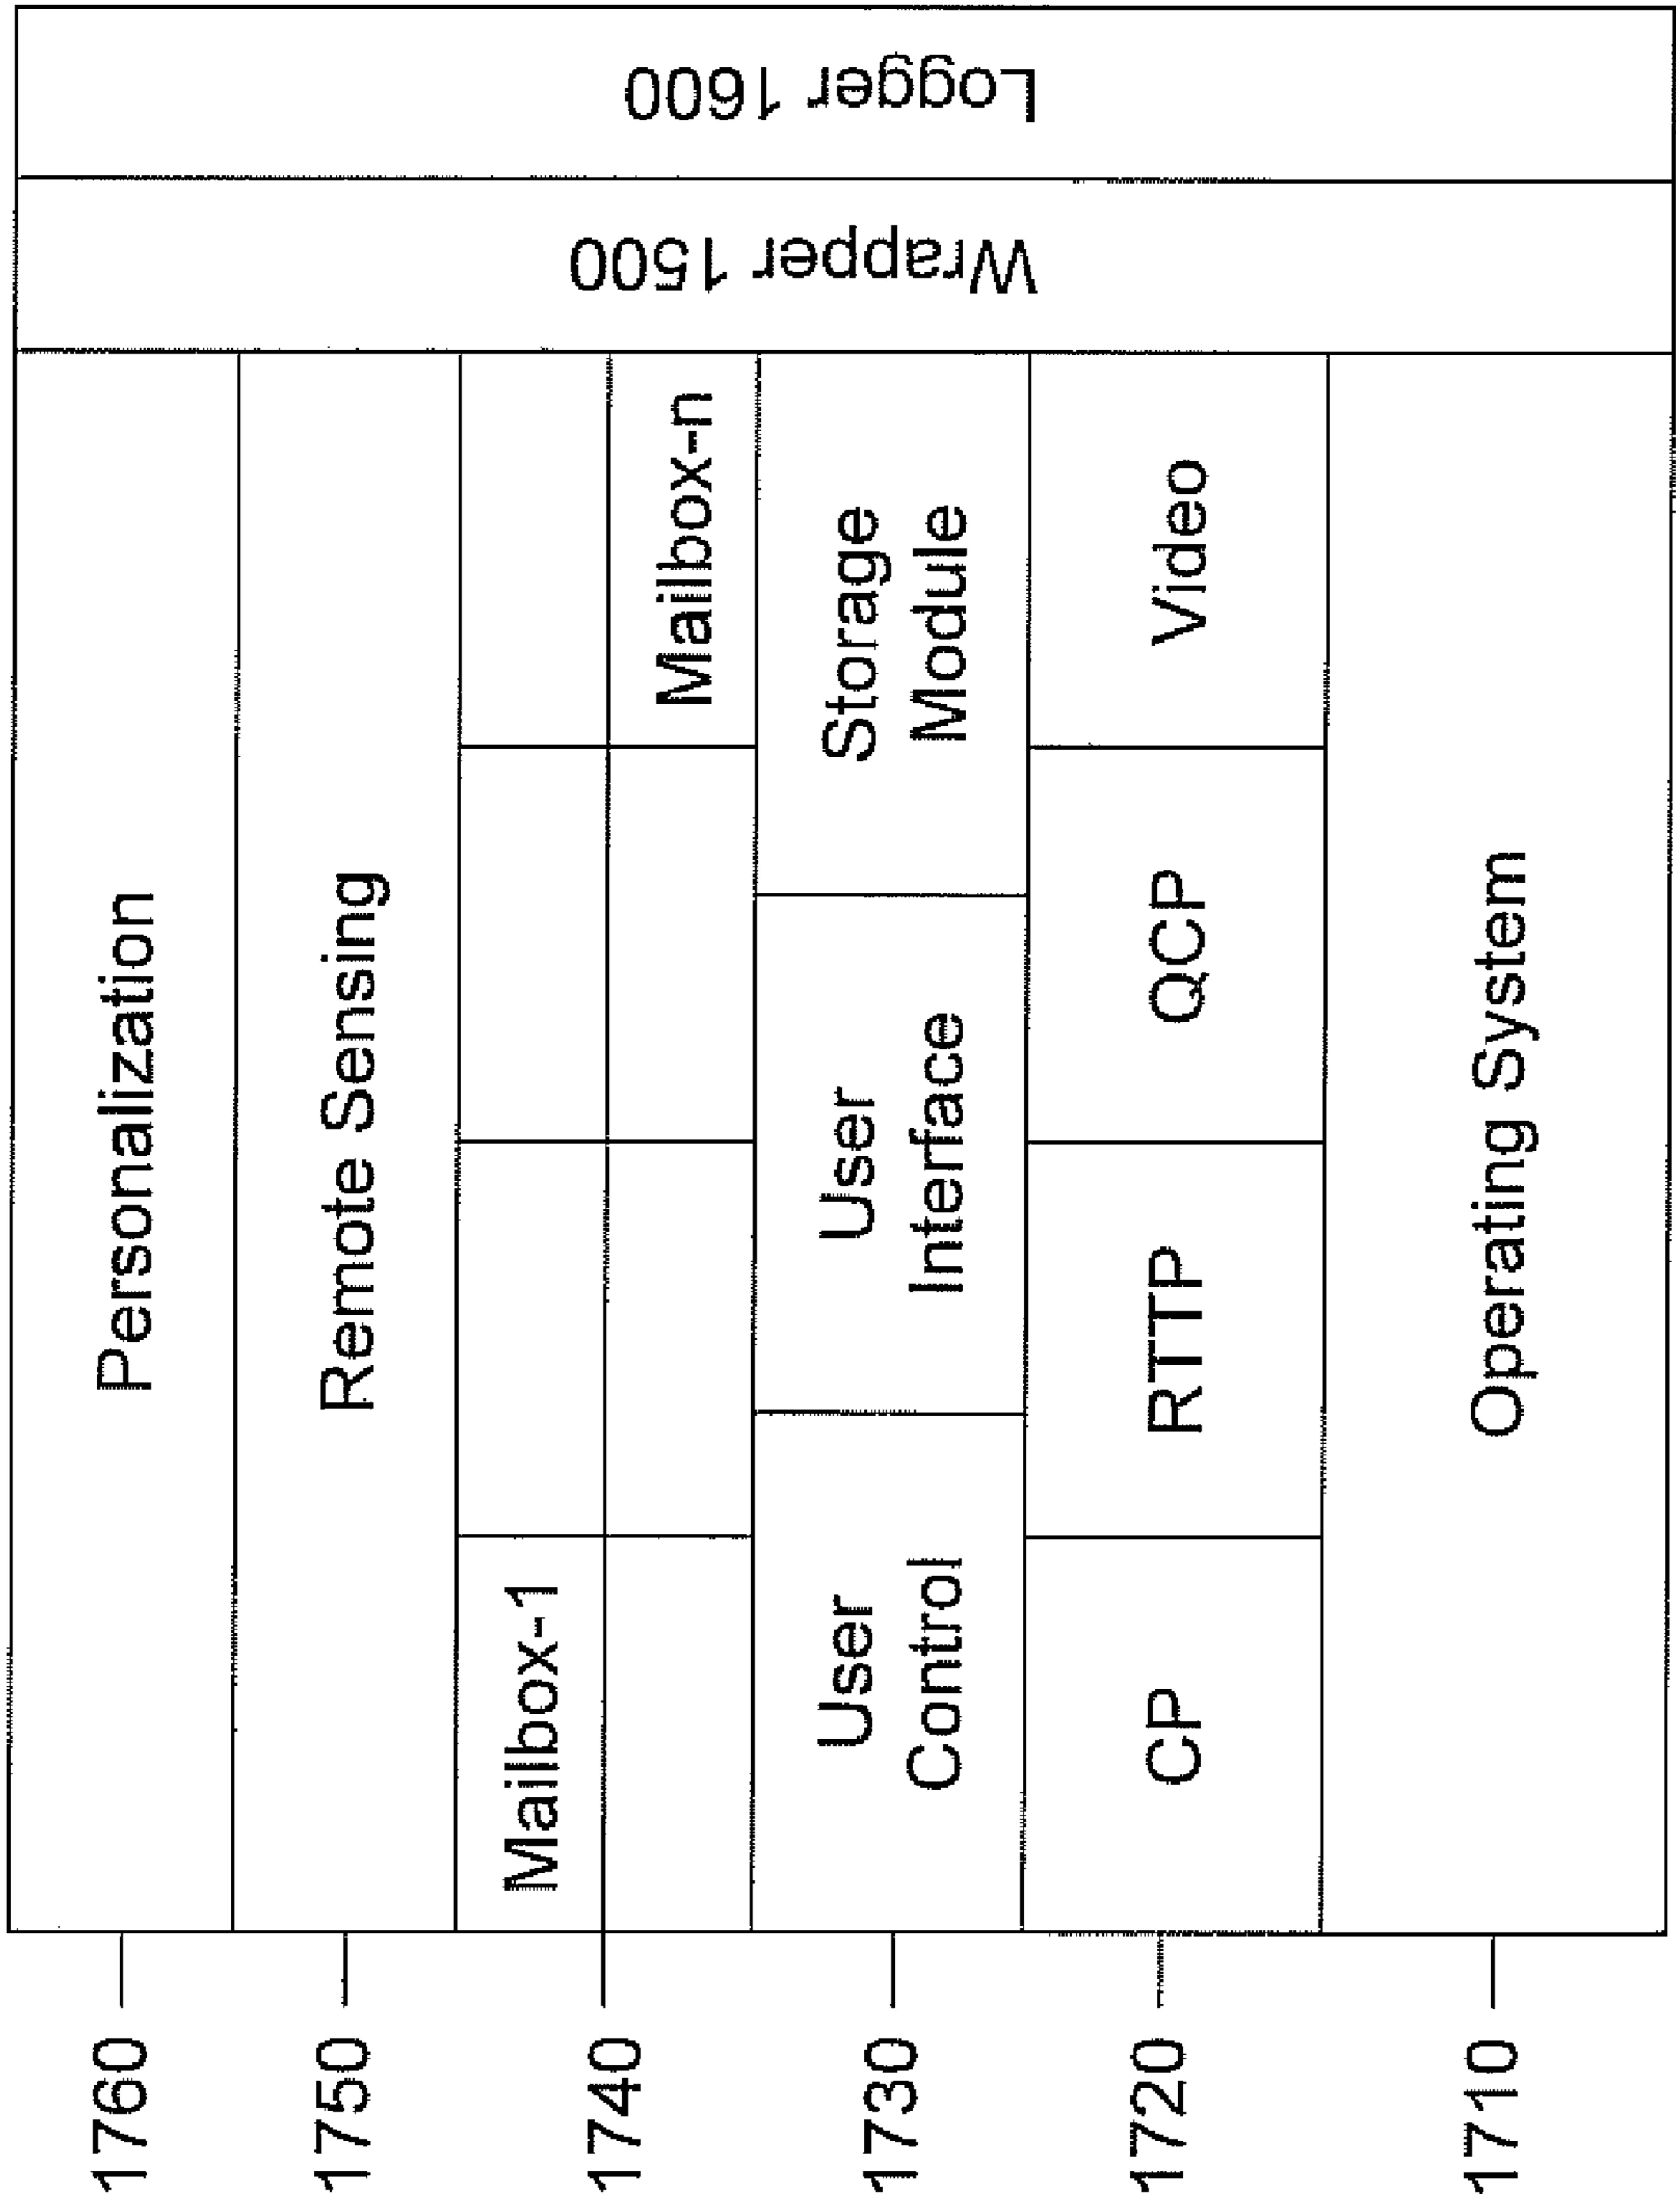 1760
Personalization
1750
Remote Sensing
1740
Mailbox-1
Mailbox-n
1730
User
Control
User
Interface
Storage
Module
1720
CP
RTTP
QCP
Video
1710
Operating System
Wrapper 1500
Logger 1600